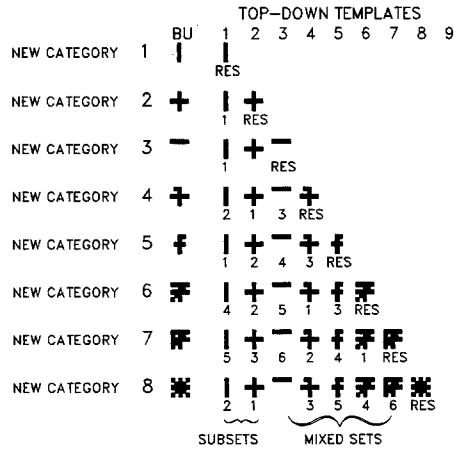 TOP-DOWN TEMPLATES
BU 1 2 3 4 5 6 7 8 9
NEW CATEGORY 1
RES
NEW CATEGORY 2
1 RES
NEW CATEGORY 3
1 RES
NEW CATEGORY 4
2 1 3 RES
NEW CATEGORY 5
1 2 4 3 RES
NEW CATEGORY 6
4 2 5 1 3 RES
NEW CATEGORY 7
5 3 6 2 4 1 RES
NEW CATEGORY 8
2 1 3 5 4 6 RES
SUBSETS MIXED SETS